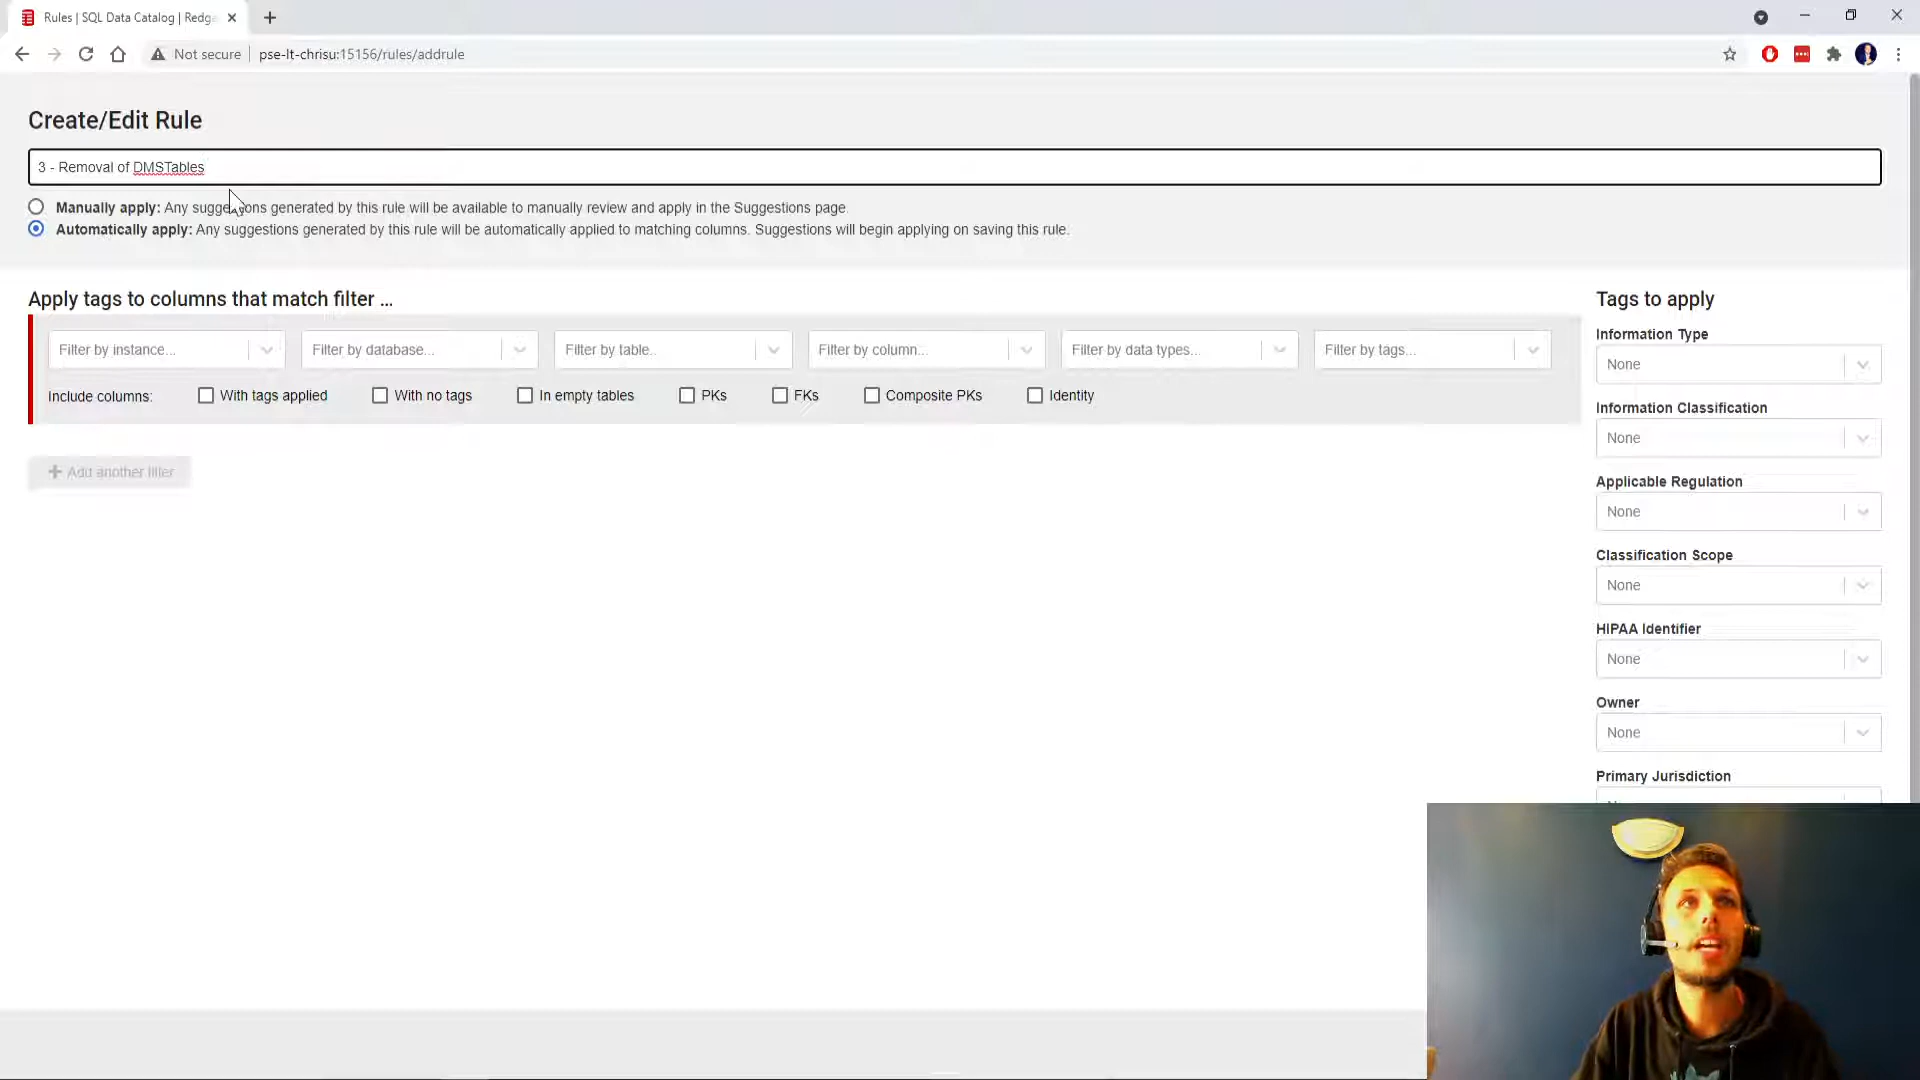 Rules | SQL Data Catalog | Redga
Not secure
pse-lt-chrisu:15156/rules/addrule
Create/Edit Rule
3 - Removal of DMSTables
Manually apply: Any suggestions generated by this rule will be available to manually review and apply in the Suggestions page.
Automatically apply: Any suggestions generated by this rule will be automatically applied to matching columns. Suggestions will begin applying on saving this rule.
Apply tags to columns that match filter ...
Filter by instance... Filter by database... Filter by table.. Filter by column... Filter by data types... Filter by tags...
Include columns: With tags applied With no tags In empty tables PKs FKs Composite PKs Identity
+ Add another filter
Tags to apply
Information Type
None
Information Classification
None
Applicable Regulation
None
Classification Scope
None
HIPAA Identifier
None
Owner
None
Primary Jurisdiction